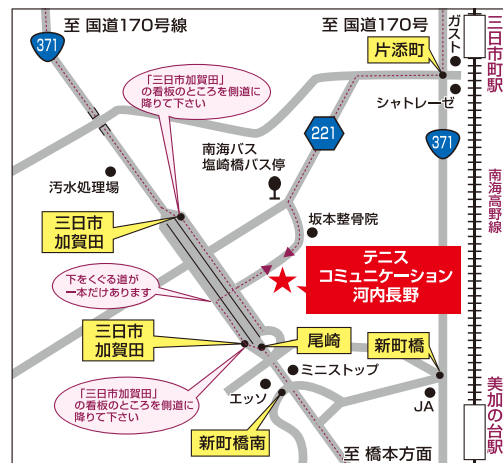 至 国道170号線
至 国道170号
371
ガスト
三日市町駅
片添町
シャトレーゼ
「三日市加賀田」
の看板のところを側道に
降りて下さい
221
371
南海バス
塩崎橋バス停
汚水処理場
南海高野線
三日市
加賀田
坂本整骨院
テニス
コミュニケーション
河内長野
下をくぐる道が
一本だけあります
三日市
加賀田
尾崎
新町橋
ミニストップ
エッソ
JA
美加の台駅
「三日市加賀田」
の看板のところを側道に
降りて下さい
新町橋南
至 橋本方面